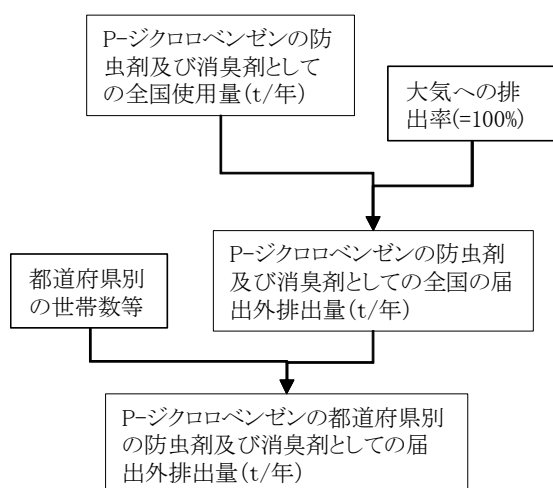 P-ジクロロベンゼンの防
虫剤及び消臭剤として
の全国使用量(t/年)
大気への排
出率(=100%)
P-ジクロロベンゼンの防虫剤
及び消臭剤としての全国の届
出外排出量(t/年)
都道府県別
の世帯数等
P-ジクロロベンゼンの都道府県別
の防虫剤及び消臭剤としての届
出外排出量(t/年)